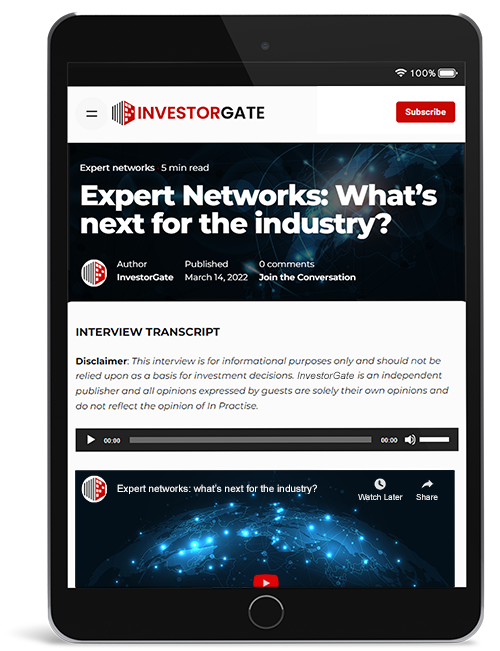 100%
INVESTORGATE
Subscribe
Expert networks · 5 min read
Expert Networks: What's
next for the industry?
Author
InvestorGate
Published
March 14, 2022
0 comments
Join the Conversation
INTERVIEW TRANSCRIPT
Disclaimer: This interview is for informational purposes only and should not be
relied upon as a basis for investment decisions. InvestorGate is an independent
publisher and all opinions expressed by guests are solely their own opinions and
do not reflect the opinion of In Practise.
00:00
00:00
Expert networks: what's next for the industry?
Watch Later
Share